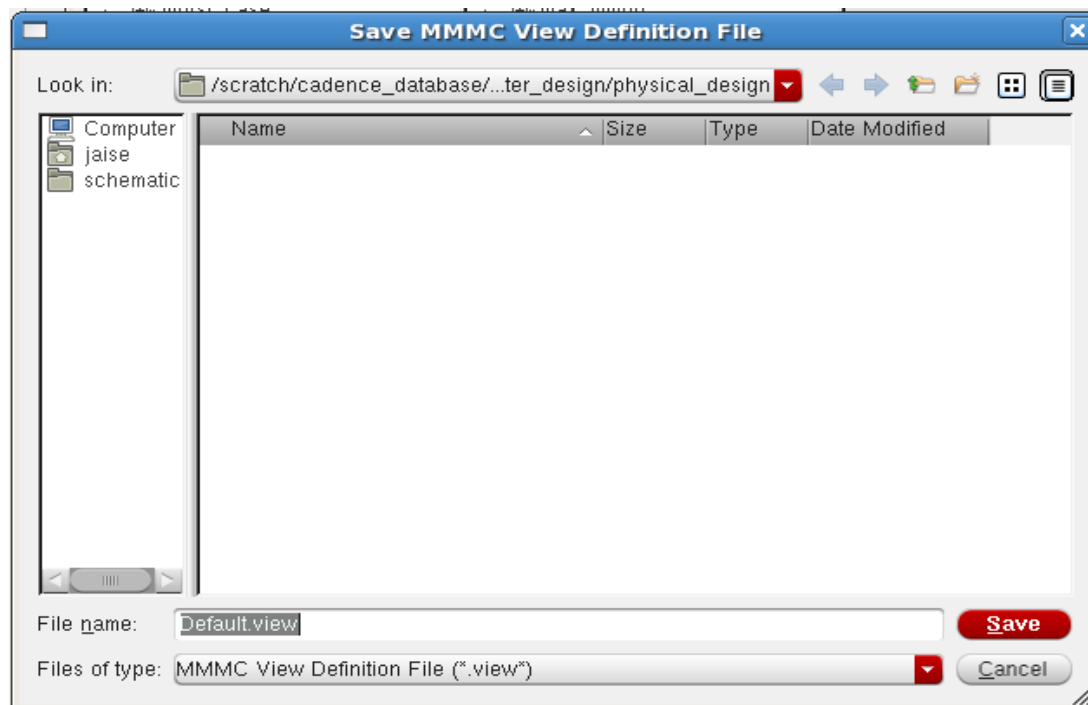 Save MMMC View Definition File
Look in: /scratch/cadence_database/...ter_design/physical_design
Computer
jaise
schematic
Name Size Type Date Modified
File name: Default.view Save
Files of type: MMMC View Definition File (*.view*) Cancel